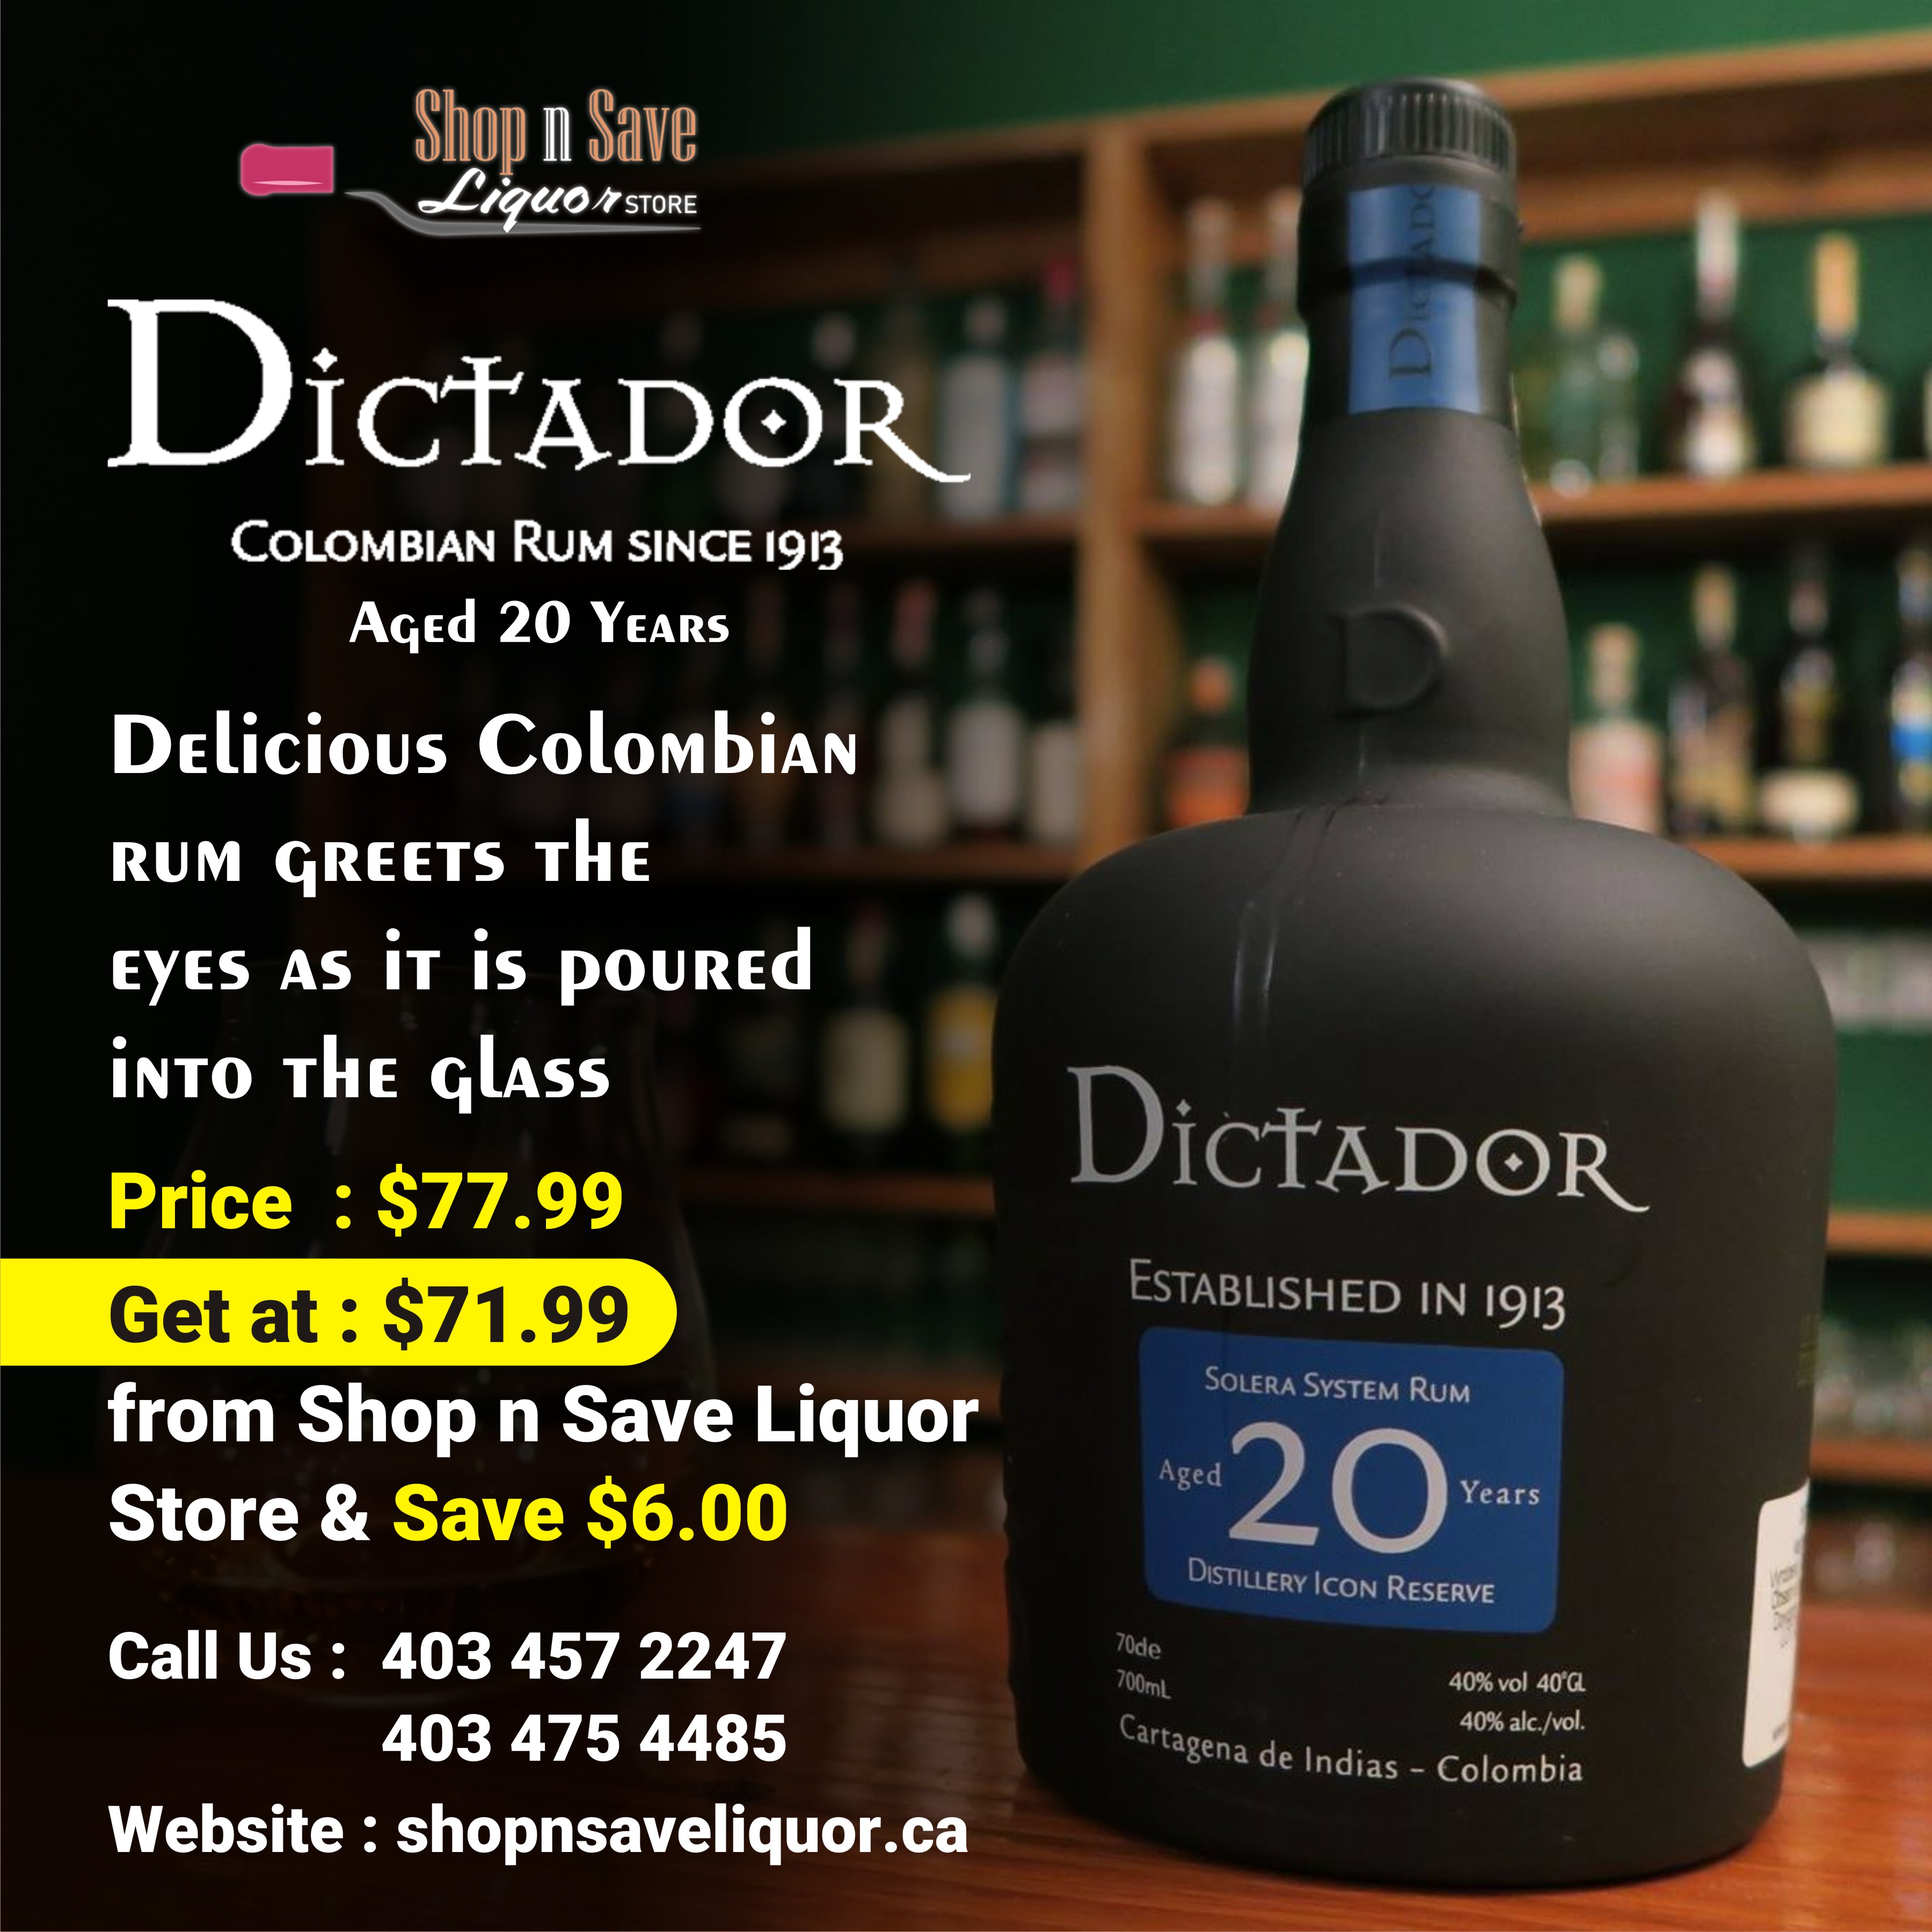 Shop n Save
Liquor STORE
Dictador
Colombian Rum since 1913
Aged 20 Years
Delicious Colombian
rum greets the
eyes as it is poured
into the glass
Price : $77.99
Get at : $71.99
from Shop n Save Liquor
Store & Save $6.00
Call Us : 403 457 2247
403 475 4485
Website : shopnsaveliquor.ca
D
Dictador
Established in 1913
Solera System Rum
Aged 20 Years
Distillery Icon Reserve
70cle
700mL
40% vol 40°GL
40% alc./vol.
Cartagena de Indias – Colombia